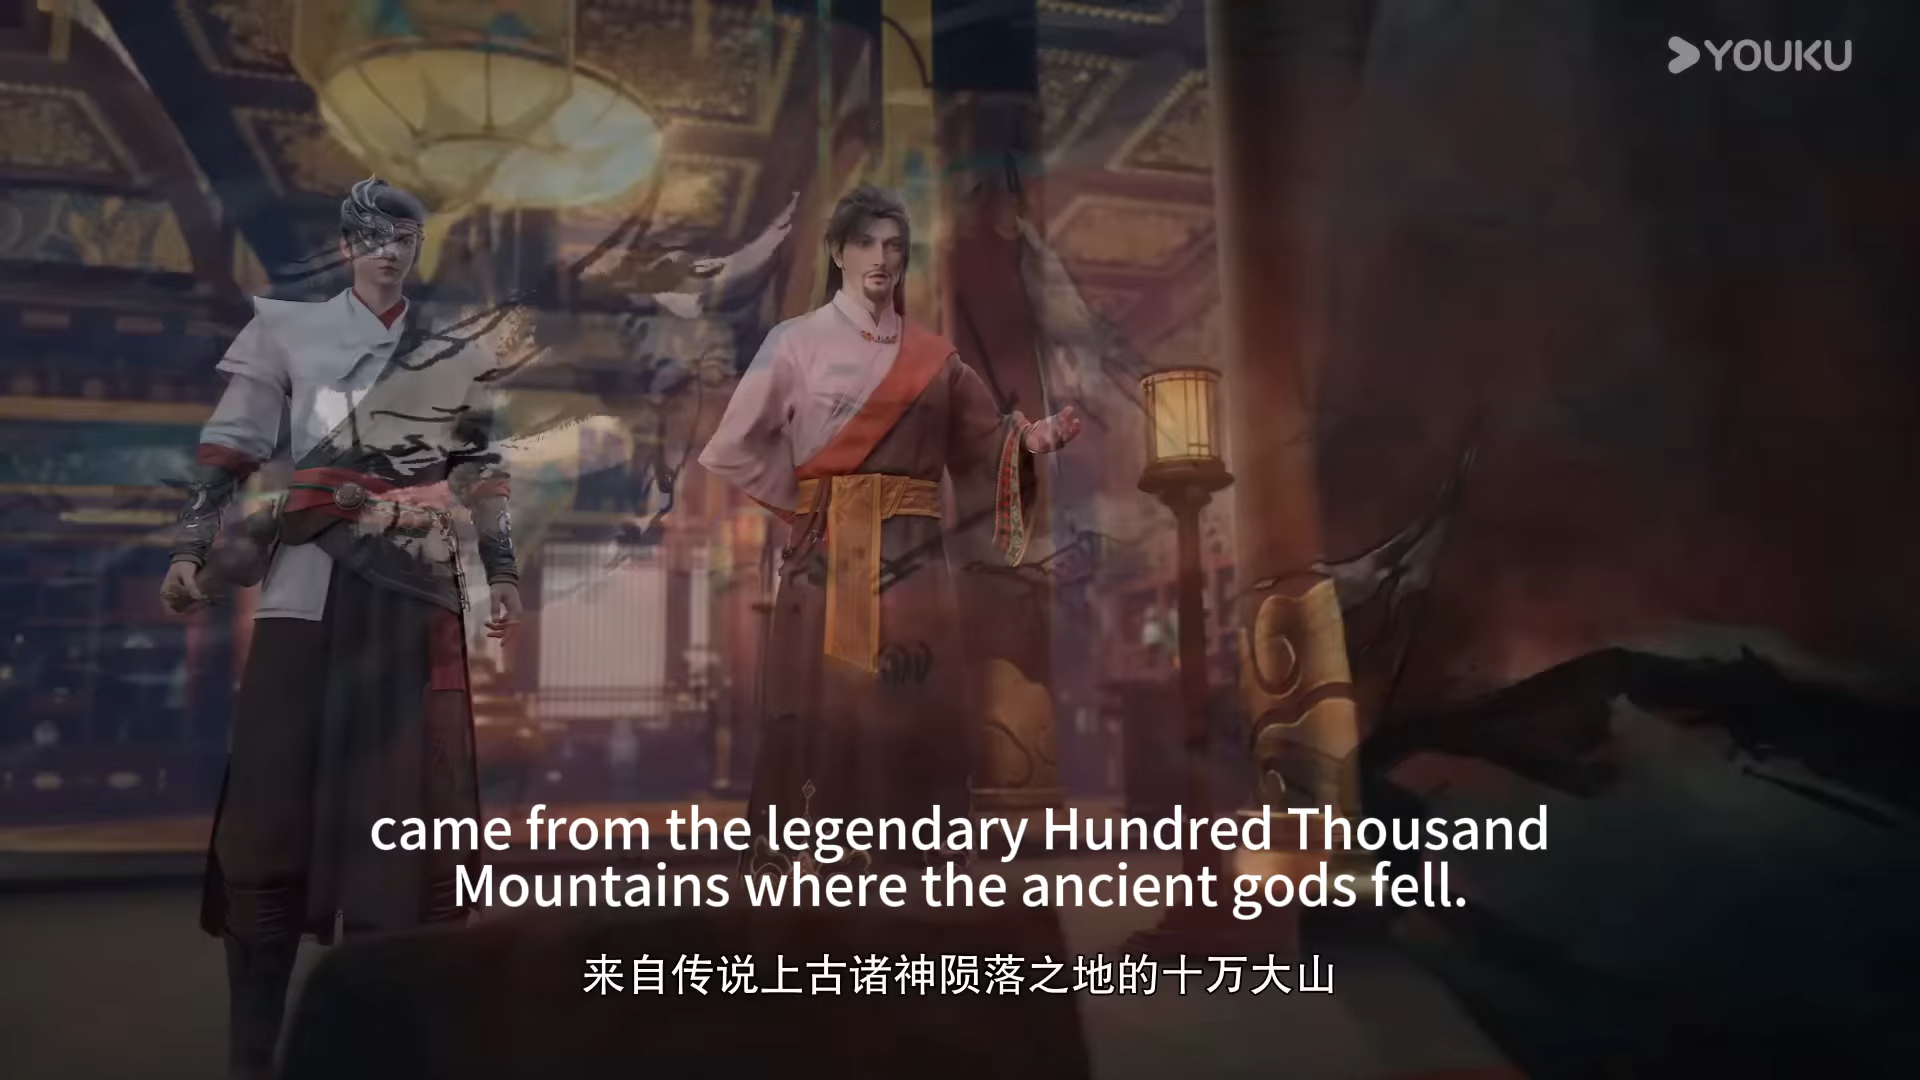 YOUKU
came from the legendary Hundred Thousand
Mountains where the ancient gods fell.
来自传说上古诸神陨落之地的十万大山